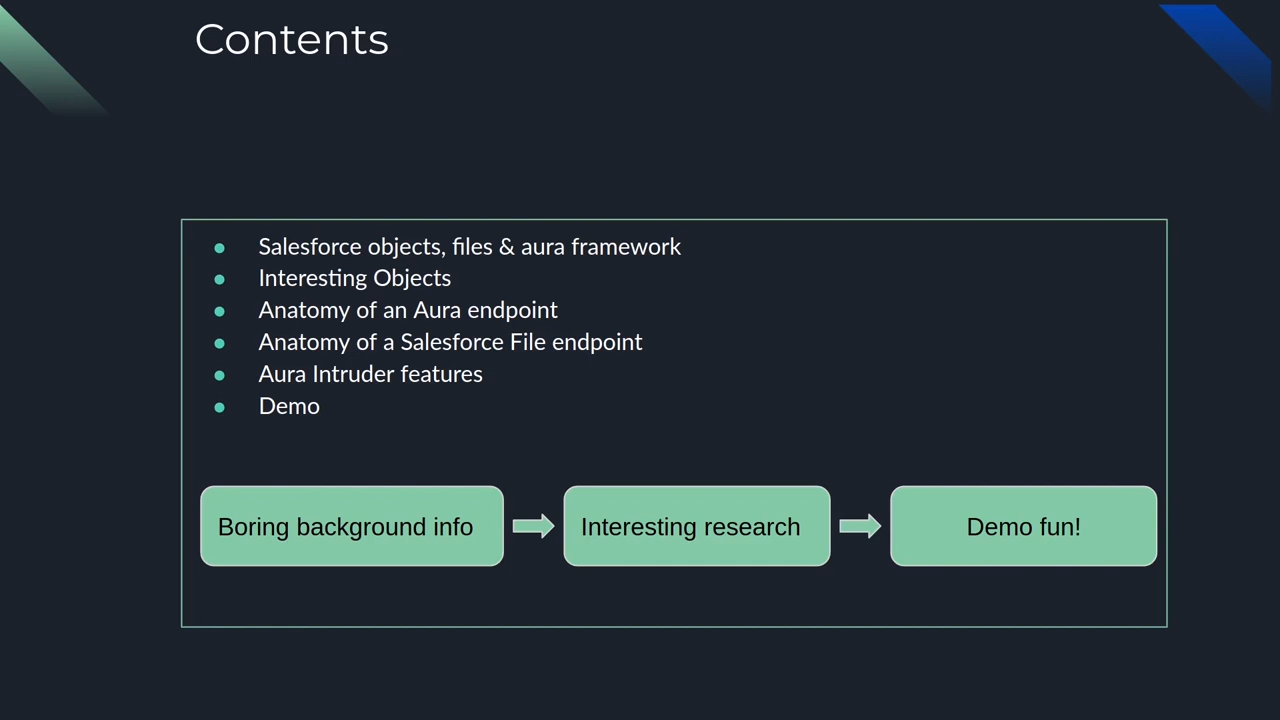 Contents
Salesforce objects, files & aura framework
Interesting Objects
Anatomy of an Aura endpoint
Anatomy of a Salesforce File endpoint
Aura Intruder features
Demo
Boring background info
Interesting research
Demo fun!